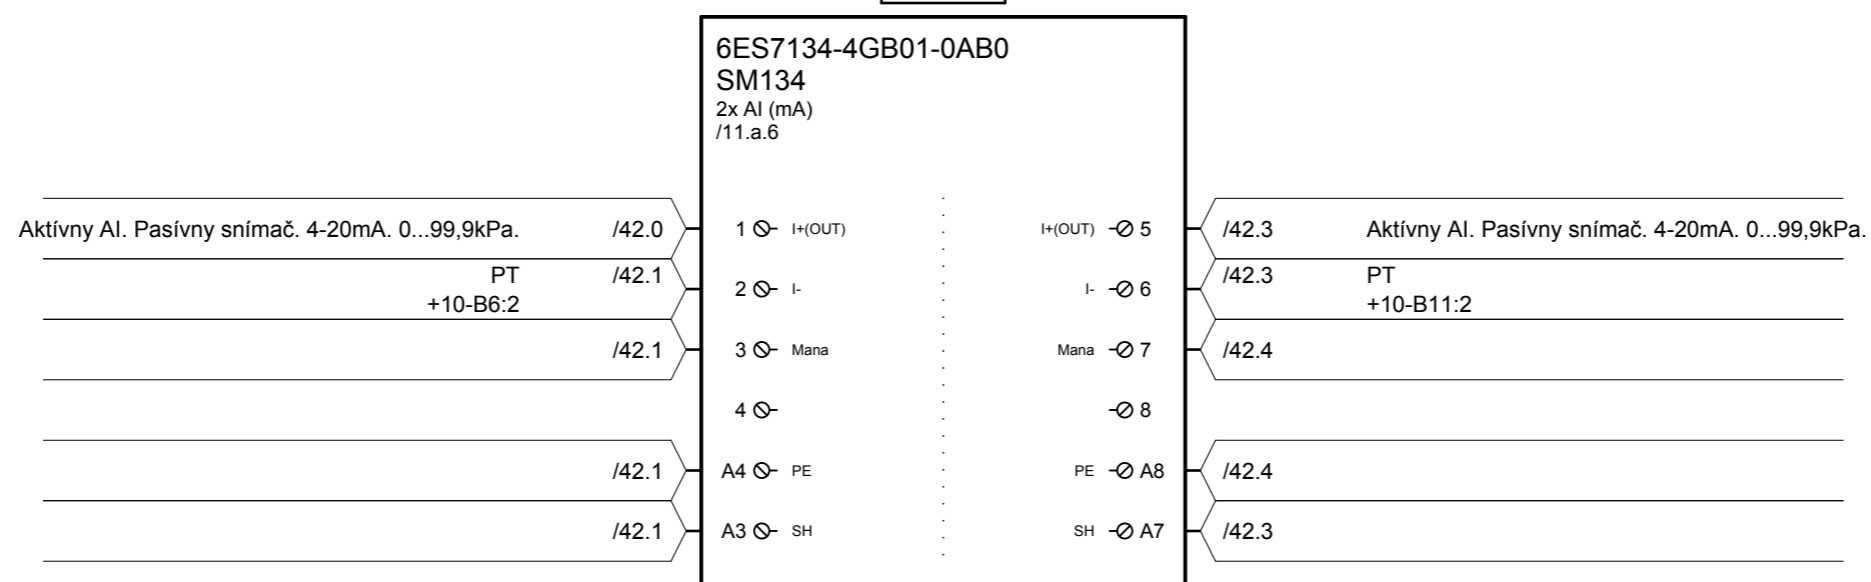 6ES7134-4GB01-0AB0
SM134
2x AI (mA)
/11.a.6
Aktívny AI. Pasívny snímač. 4-20mA. 0...99,9kPa. /42.0 1 I+(OUT) I+(OUT) 5 /42.3 Aktívny AI. Pasívny snímač. 4-20mA. 0...99,9kPa.
PT /42.1 2 I- I- 6 /42.3 PT
+10-B6:2 +10-B11:2
/42.1 3 Mana Mana 7 /42.4
4 8
/42.1 A4 PE PE A8 /42.4
/42.1 A3 SH SH A7 /42.3